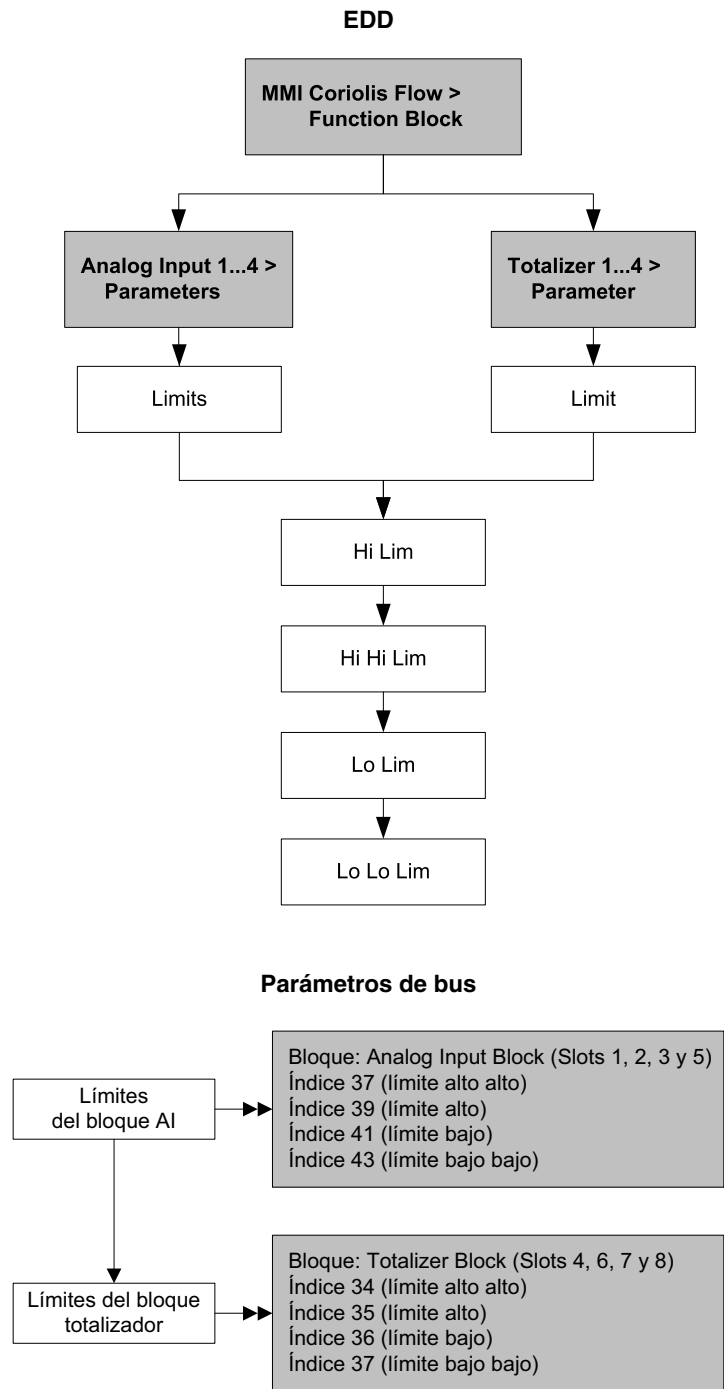 EDD
MMI Coriolis Flow >
Function Block
Analog Input 1...4 >
Parameters
Totalizer 1...4 >
Parameter
Limits
Limit
Hi Lim
Hi Hi Lim
Lo Lim
Lo Lo Lim
Parámetros de bus
Límites
del bloque AI
Bloque: Analog Input Block (Slots 1, 2, 3 y 5)
Índice 37 (límite alto alto)
Índice 39 (límite alto)
Índice 41 (límite bajo)
Índice 43 (límite bajo bajo)
Límites del bloque
totalizador
Bloque: Totalizer Block (Slots 4, 6, 7 y 8)
Índice 34 (límite alto alto)
Índice 35 (límite alto)
Índice 36 (límite bajo)
Índice 37 (límite bajo bajo)